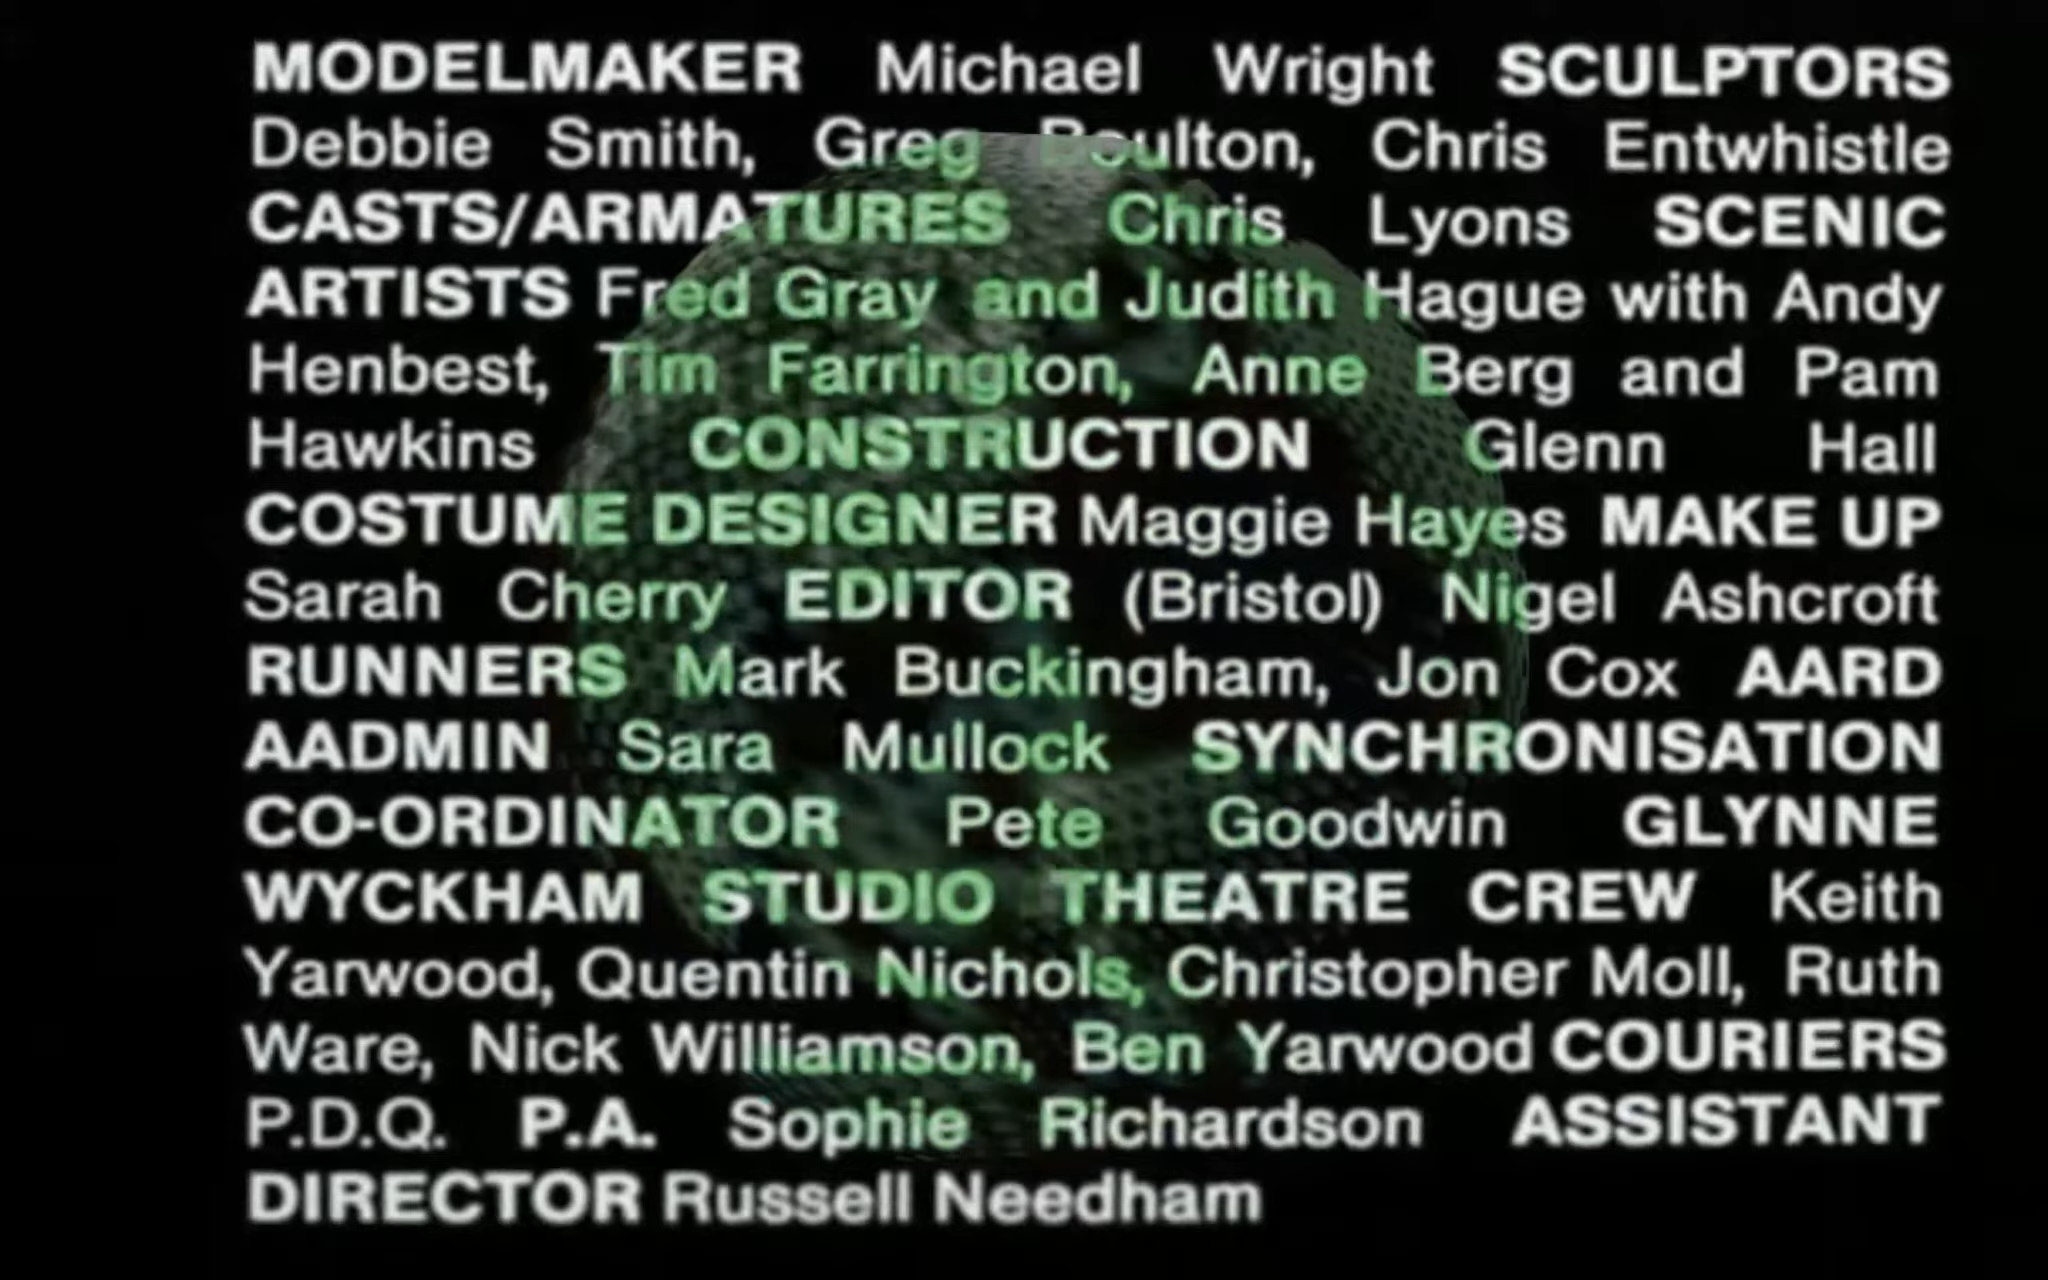 MODELMAKER Michael Wright SCULPTORS
Debbie Smith, Greg Boulton, Chris Entwhistle
CASTS/ARMATURES Chris Lyons SCENIC
ARTISTS Fred Gray and Judith Hague with Andy
Henbest, Tim Farrington, Anne Berg and Pam
Hawkins CONSTRUCTION Glenn Hall
COSTUME DESIGNER Maggie Hayes MAKE UP
Sarah Cherry EDITOR (Bristol) Nigel Ashcroft
RUNNERS Mark Buckingham, Jon Cox AARD
AADMIN Sara Mullock SYNCHRONISATION
CO-ORDINATOR Pete Goodwin GLYNNE
WYCKHAM STUDIO THEATRE CREW Keith
Yarwood, Quentin Nichols, Christopher Moll, Ruth
Ware, Nick Williamson, Ben Yarwood COURIERS
P.D.Q. P.A. Sophie Richardson ASSISTANT
DIRECTOR Russell Needham